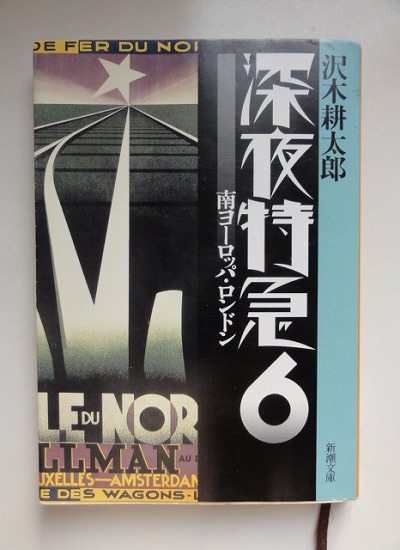 沢木耕太郎
深夜特急6
南ヨーロッパ・ロンドン
新潮文庫
DE FER DU NOR
LE DU NOR
AU
LLMAN
UXELLES—AMSTERDAM
E DES WAGONS-L